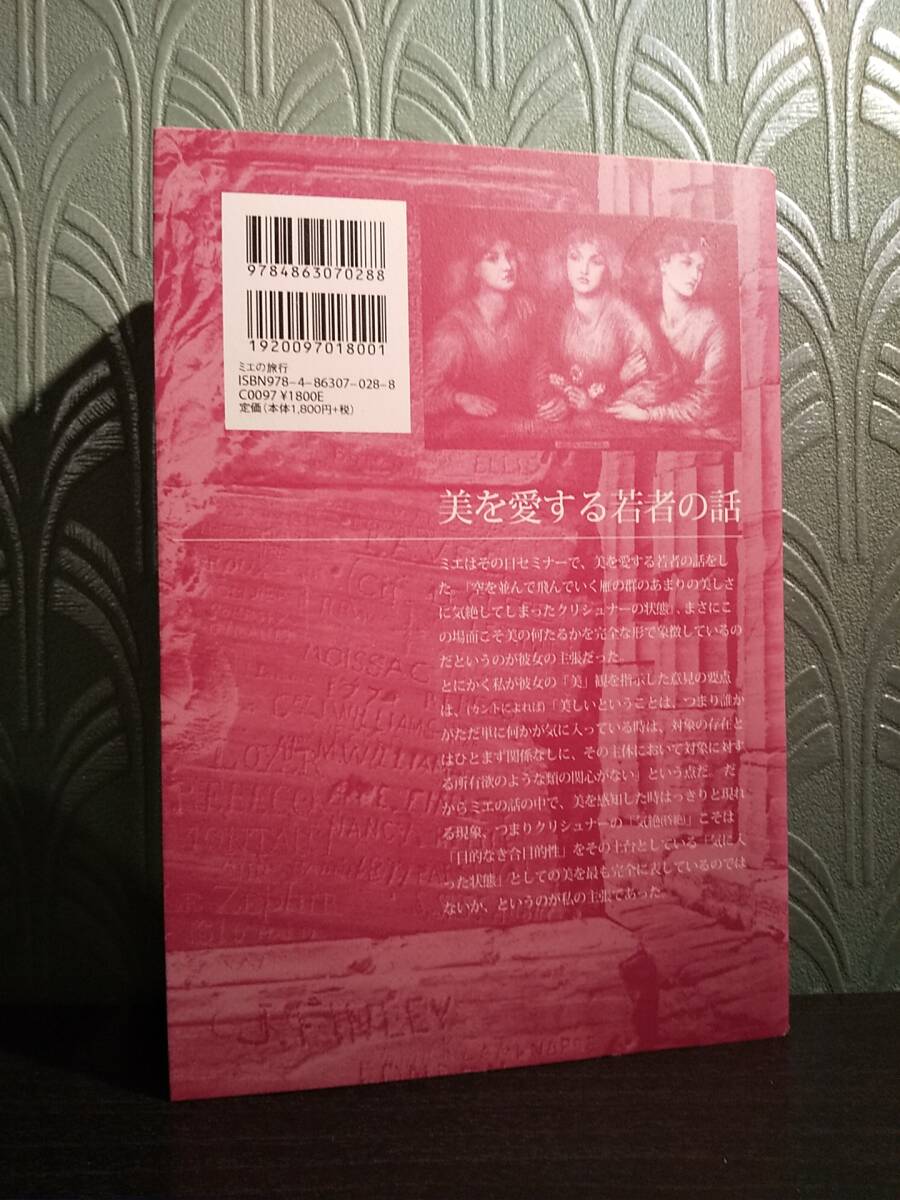 9784863070288
1920097018001
ミエの旅行
ISBN978-4-86307-028-8
C0097 ¥1800E
定価(本体1,800円+税)
ELLIS
美を愛する若者の話
ミエはその日セミナーで、美を愛する若者の話をし
た。「空を並んで飛んでいく雁の群のあまりの美しさ
に気絶してしまったクリシュナーの状態」、まさにこ
の場面こそ美の何たるかを完全な形で象徴しているの
だというのが彼女の主張だった。
とにかく私が彼女の「美」観を指示した意見の要点
は、(カントによれば)「美しいということは、つまり誰か
がただ単に何かが気に入っている時は、対象の存在と
はひとまず関係なしに、その主体において対象に対す
る所有欲のような類の関心がない」という点だ。だ
からミエの話の中で、美を感知した時はっきりと現れ
る現象、つまりクリシュナーの「気絶(昏絶)」こそは
「目的なき合目的性」をその土台としている「気に入
った状態」としての美を最も完全に表しているのでは
ないか、というのが私の主張であった。
MOISSAC
WILLIAMS
J.FINLEY